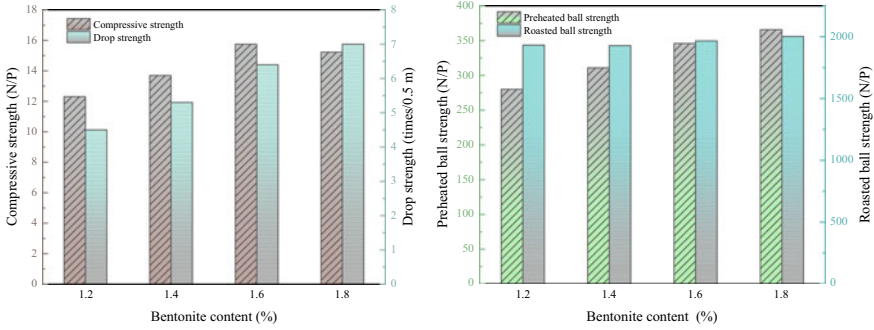 18
16
14
12
10
8
6
4
2
0
Compressive strength (N/P)
Compressive strength
Drop strength
8
7
6
5
4
3
2
1
0
Drop strength (times/0.5 m)
1.2 1.4 1.6 1.8
Bentonite content (%)
400
350
300
250
200
150
100
50
0
Preheated ball strength (N/P)
Preheated ball strength
Roasted ball strength
2000
1500
1000
500
0
Roasted ball strength (N/P)
1.2 1.4 1.6 1.8
Bentonite content (%)